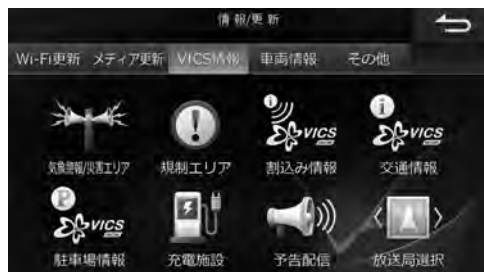 情報/更新
Wi-Fi更新 メディア更新 VICS情報 車両情報 その他
VICS VICS
気象警報/災害エリア 規制エリア 割込み情報 交通情報
P
VICS
駐車場情報 充電施設 予告配信 放送局選択